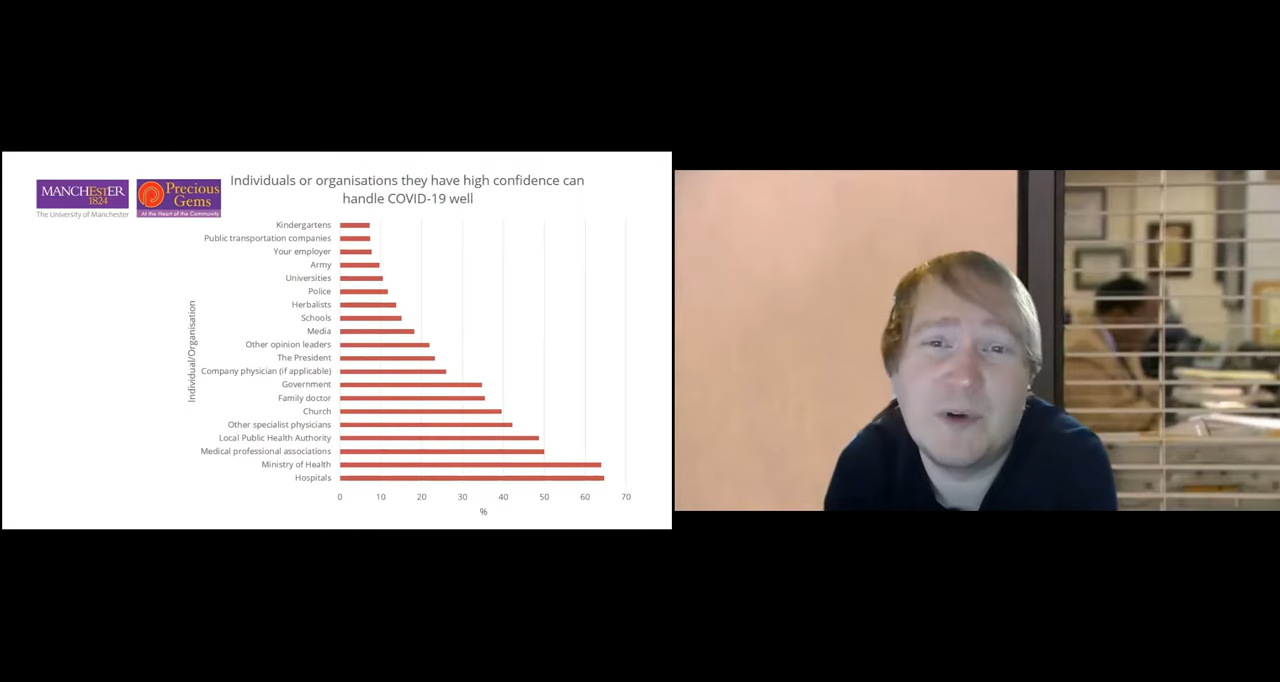 MANCHESTER
1824
The University of Manchester
Precious
Gems
At the Heart of the Community
Individuals or organisations they have high confidence can
handle COVID-19 well
Individual/Organisation
Kindergartens
Public transportation companies
Your employer
Army
Universities
Police
Herbalists
Schools
Media
Other opinion leaders
The President
Company physician (if applicable)
Government
Family doctor
Church
Other specialist physicians
Local Public Health Authority
Medical professional associations
Ministry of Health
Hospitals
0 10 20 30 40 50 60 70
%